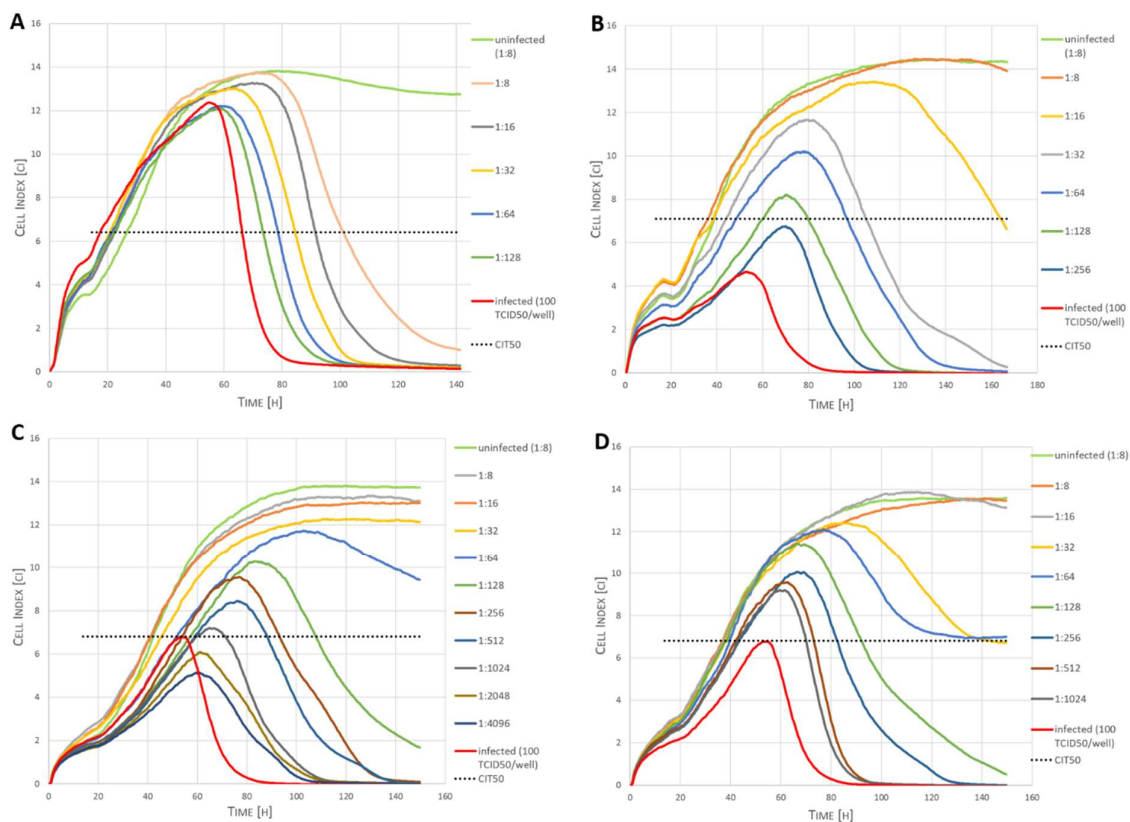 A
CELL INDEX [CI]
16
14
12
10
8
6
4
2
0
0 20 40 60 80 100 120 140
TIME [H]
uninfected
(1:8)
1:8
1:16
1:32
1:64
1:128
infected (100
TCID50/well)
CIT50
B
CELL INDEX [CI]
16
14
12
10
8
6
4
2
0
0 20 40 60 80 100 120 140 160 180
TIME [H]
uninfected
(1:8)
1:8
1:16
1:32
1:64
1:128
1:256
infected (100
TCID50/well)
CIT50
C
CELL INDEX [CI]
16
14
12
10
8
6
4
2
0
0 20 40 60 80 100 120 140 160
TIME [H]
uninfected (1:8)
1:8
1:16
1:32
1:64
1:128
1:256
1:512
1:1024
1:2048
1:4096
infected (100
TCID50/well)
CIT50
D
CELL INDEX [CI]
16
14
12
10
8
6
4
2
0
0 20 40 60 80 100 120 140 160
TIME [H]
uninfected (1:8)
1:8
1:16
1:32
1:64
1:128
1:256
1:512
1:1024
infected (100
TCID50/well)
CIT50